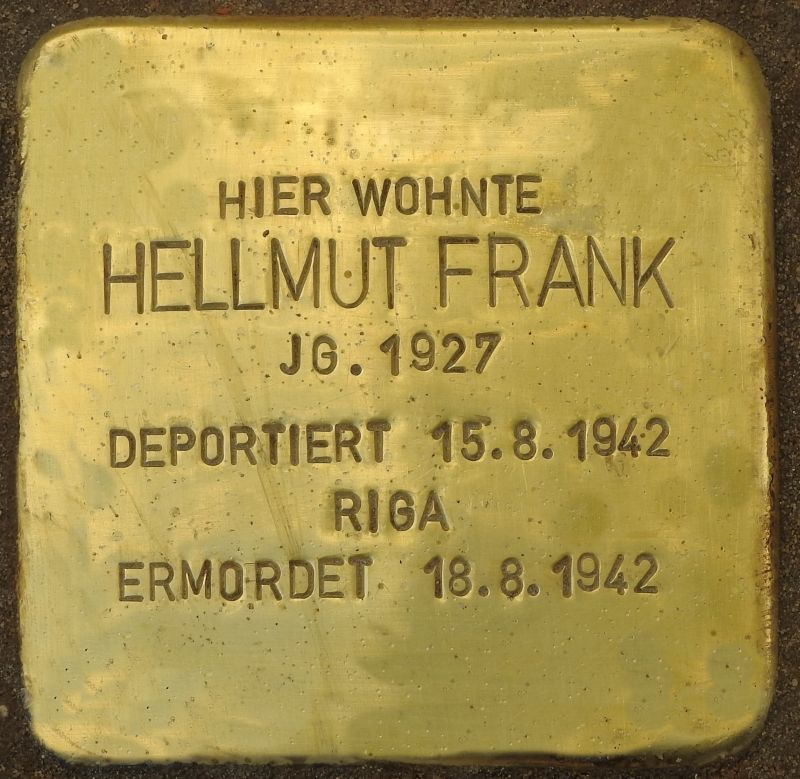 HIER WOHNTE
HELLMUT FRANK
JG. 1927
DEPORTIERT 15.8.1942
RIGA
ERMORDET 18.8.1942